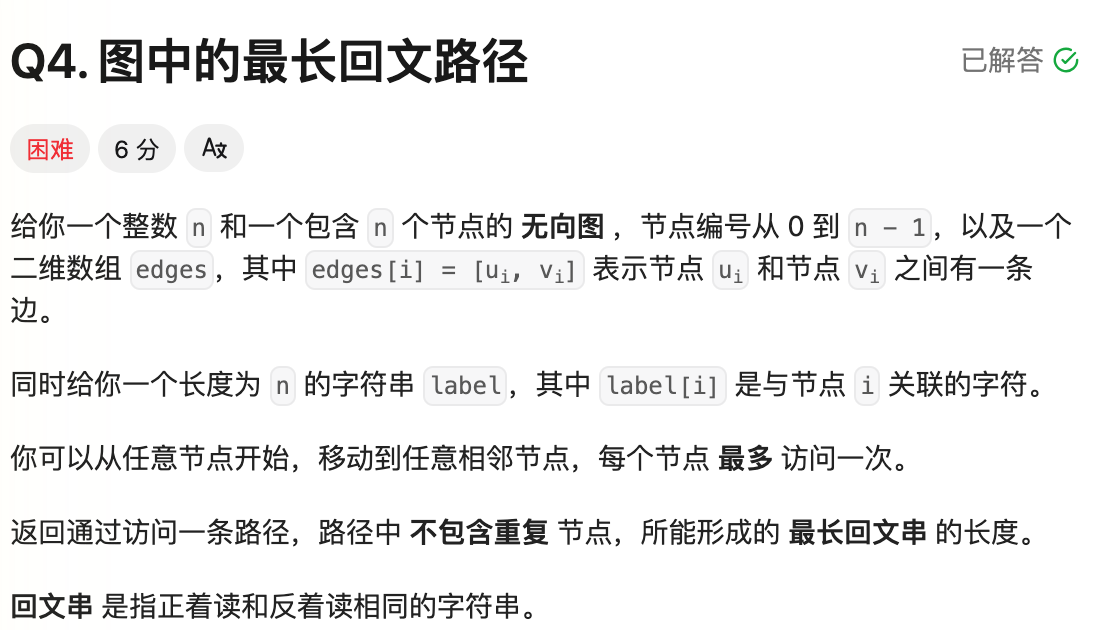 Q4. 图中的最长回文路径
已解答
困难
6 分
给你一个整数 n 和一个包含 n 个节点的 无向图 ，节点编号从 0 到 n - 1，以及一个
二维数组 edges，其中 edges[i] = [ui, vi] 表示节点 ui 和节点 vi 之间有一条
边。
同时给你一个长度为 n 的字符串 label，其中 label[i] 是与节点 i 关联的字符。
你可以从任意节点开始，移动到任意相邻节点，每个节点 最多 访问一次。
返回通过访问一条路径，路径中 不包含重复 节点，所能形成的 最长回文串 的长度。
回文串 是指正着读和反着读相同的字符串。